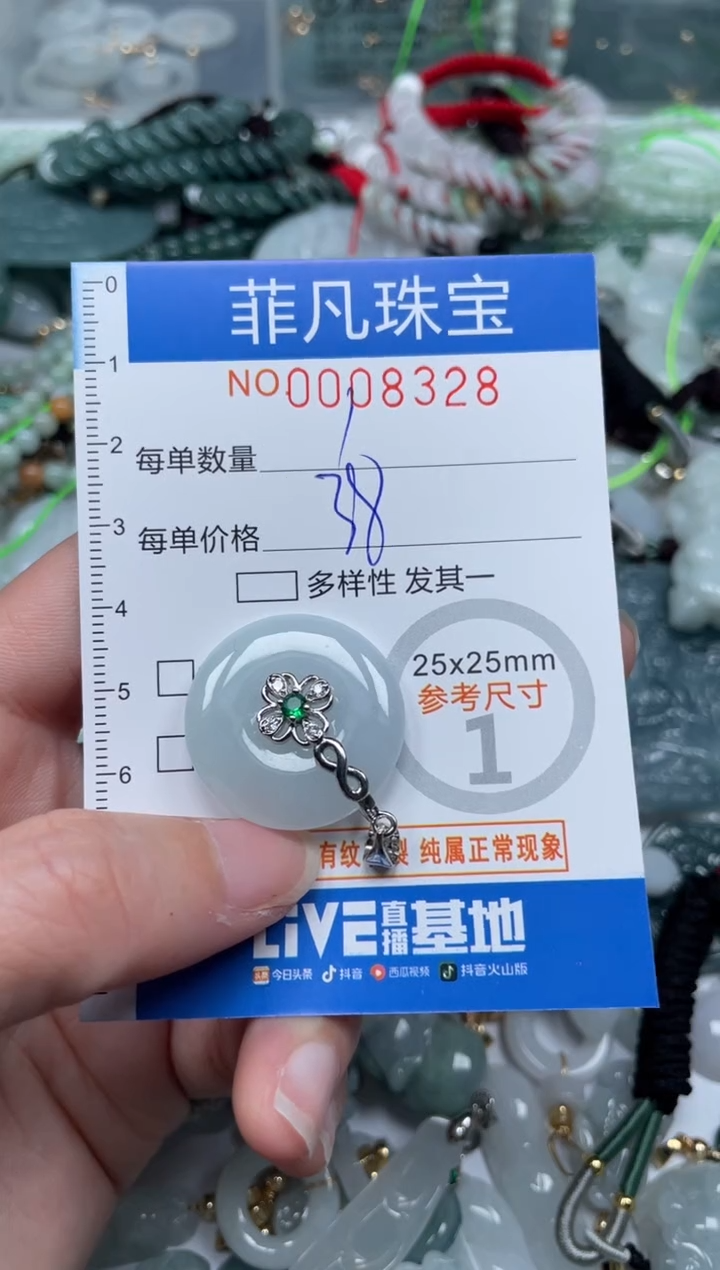 0
菲凡珠宝
1
NO.0008328
2
每单数量 1
3
每单价格 38
4
多样性 发其一
25x25mm
5
参考尺寸
1
6
有纹 裂 纯属正常现象
LIVE直播基地
今日头条 抖音 西瓜视频 抖音火山版